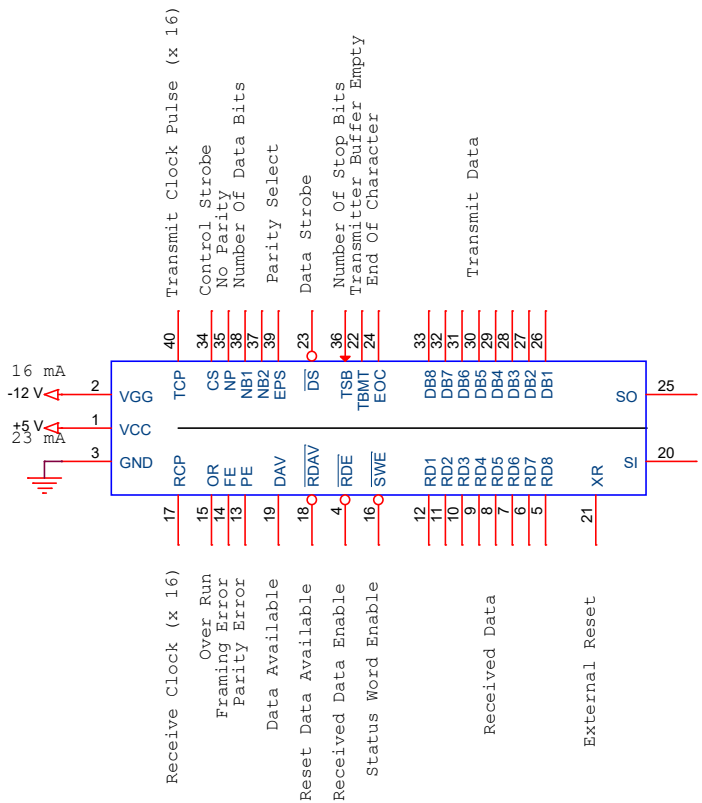 Transmit Clock Pulse (x 16)
Control Strobe
No Parity
Number Of Data Bits
Parity Select
Data Strobe
Number Of Stop Bits
Transmitter Buffer Empty
End Of Character
Transmit Data
40
34
35
38
37
39
23
36
22
24
33
32
31
30
29
28
27
26
TCP
CS
NP
NB1
NB2
EPS
DS
TSB
TBMT
EOC
DB8
DB7
DB6
DB5
DB4
DB3
DB2
DB1
16 mA
-12 V
2
VGG
SO
25
+5 V
1
VCC
23 mA
3
GND
SI
20
RCP
OR
FE
PE
DAV
RDAV
RDE
SWE
RD1
RD2
RD3
RD4
RD5
RD6
RD7
RD8
XR
17
15
14
13
19
18
4
16
12
11
10
9
8
7
6
5
21
Receive Clock (x 16)
Over Run
Framing Error
Parity Error
Data Available
Reset Data Available
Received Data Enable
Status Word Enable
Received Data
External Reset